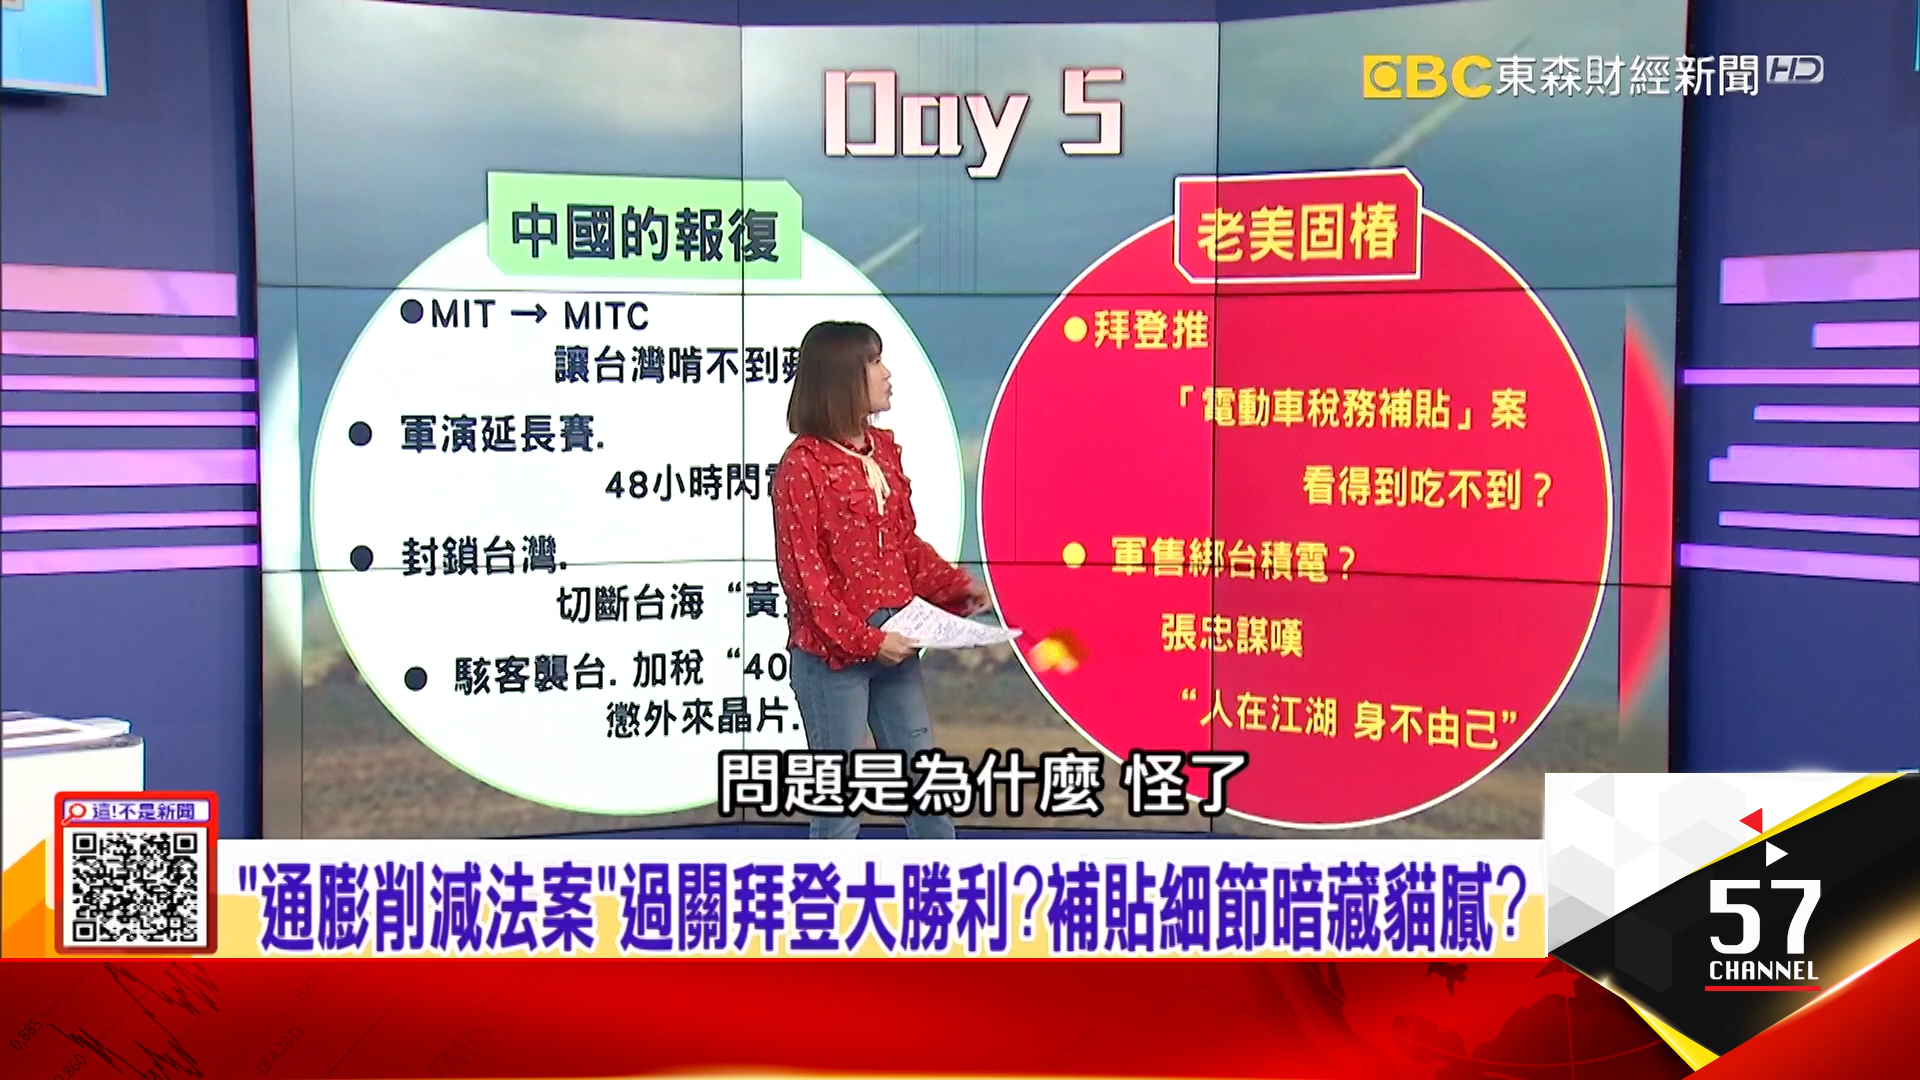 Day 5
EBC 東森財經新聞 HD
中國的報復
●MIT → MITC
讓台灣啃不到
● 軍演延長賽.
48小時閃
● 封鎖台灣.
切斷台海 “黃
● 駭客襲台. 加稅 “40
懲外來晶片.
老美固樁
●拜登推
「電動車稅務補貼」案
看得到吃不到？
● 軍售綁台積電？
張忠謀嘆
“人在江湖 身不由己”
問題是為什麼 怪了
這!不是新聞
"通膨削減法案"過關拜登大勝利?補貼細節暗藏貓膩?
57
CHANNEL